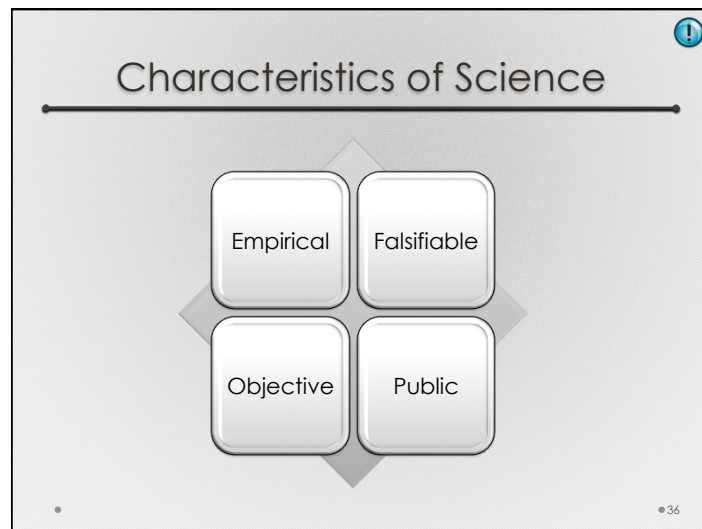 Characteristics of Science
Empirical
Falsifiable
Objective
Public
36